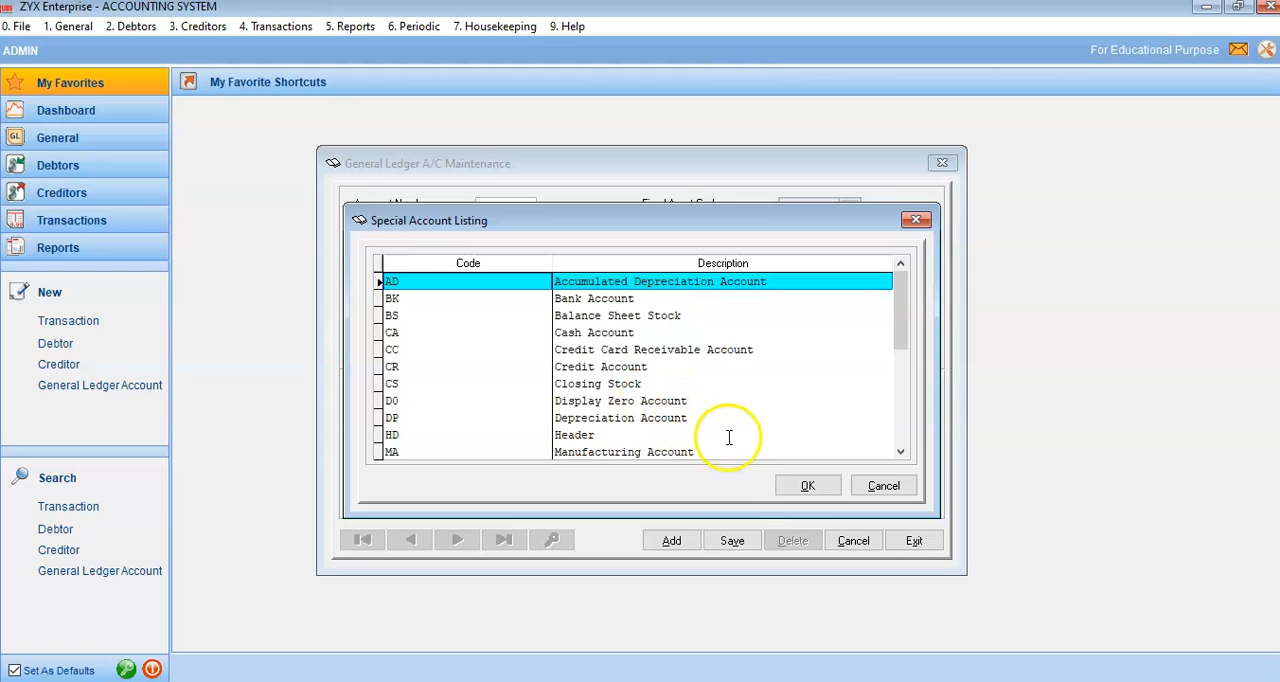 ZYX Enterprise - ACCOUNTING SYSTEM
0. File 1. General 2. Debtors 3. Creditors 4. Transactions 5. Reports 6. Periodic 7. Housekeeping 9. Help
ADMIN
For Educational Purpose
My Favorites
My Favorite Shortcuts
Dashboard
GL General
Debtors
Creditors
Transactions
Reports
New
Transaction
Debtor
Creditor
General Ledger Account
Search
Transaction
Debtor
Creditor
General Ledger Account
Set As Defaults
General Ledger A/C Maintenance
Special Account Listing
Code Description
AD Accumulated Depreciation Account
BK Bank Account
BS Balance Sheet Stock
CA Cash Account
CC Credit Card Receivable Account
CR Credit Account
CS Closing Stock
D0 Display Zero Account
DP Depreciation Account
HD Header
MA Manufacturing Account
OK Cancel
Add Save Delete Cancel Exit